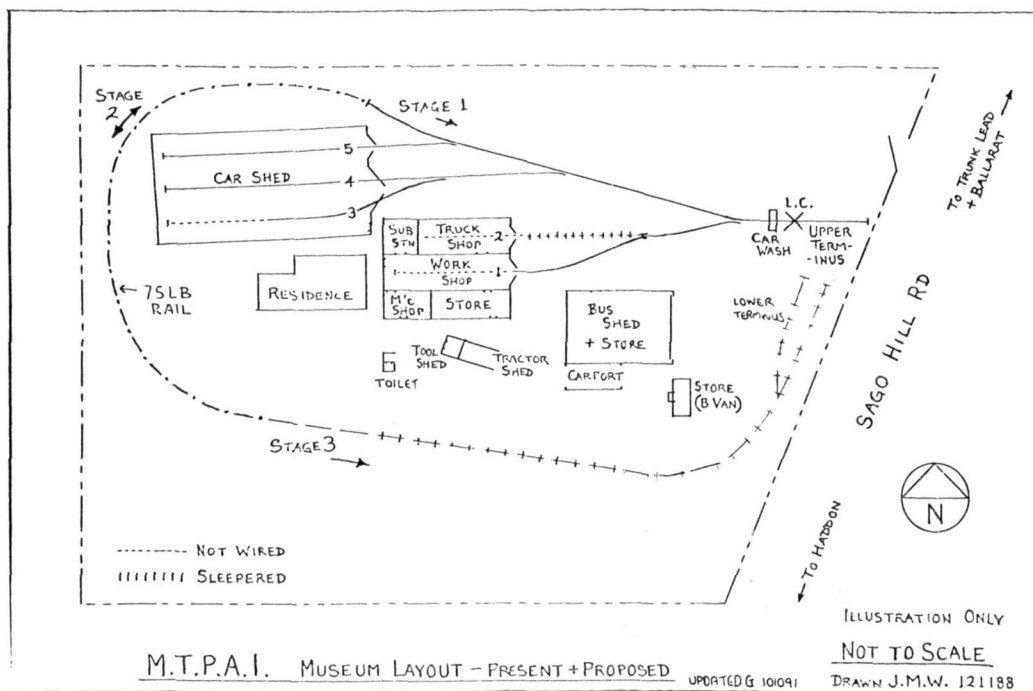 STAGE
2
STAGE 1
5
CAR SHED
4
3
SUB
STN
TRUCK
SHOP
2
WORK
SHOP
1
M'C
SHOP
STORE
RESIDENCE
75LB
RAIL
TOILET
TOOL
SHED
TRACTOR
SHED
BUS
SHED
+ STORE
CARPORT
STORE
(B VAN)
L.C.
CAR
WASH
UPPER
TERM-
-INUS
LOWER
TERMINUS
TO TRUNK LEAD
+ BALLARAT
SAGO HILL RD
TO HADDON
N
STAGE 3
NOT WIRED
SLEEPERED
ILLUSTRATION ONLY
NOT TO SCALE
M.T.P.A.I. MUSEUM LAYOUT - PRESENT + PROPOSED
UPDATED G 101091
DRAWN J.M.W. 121188